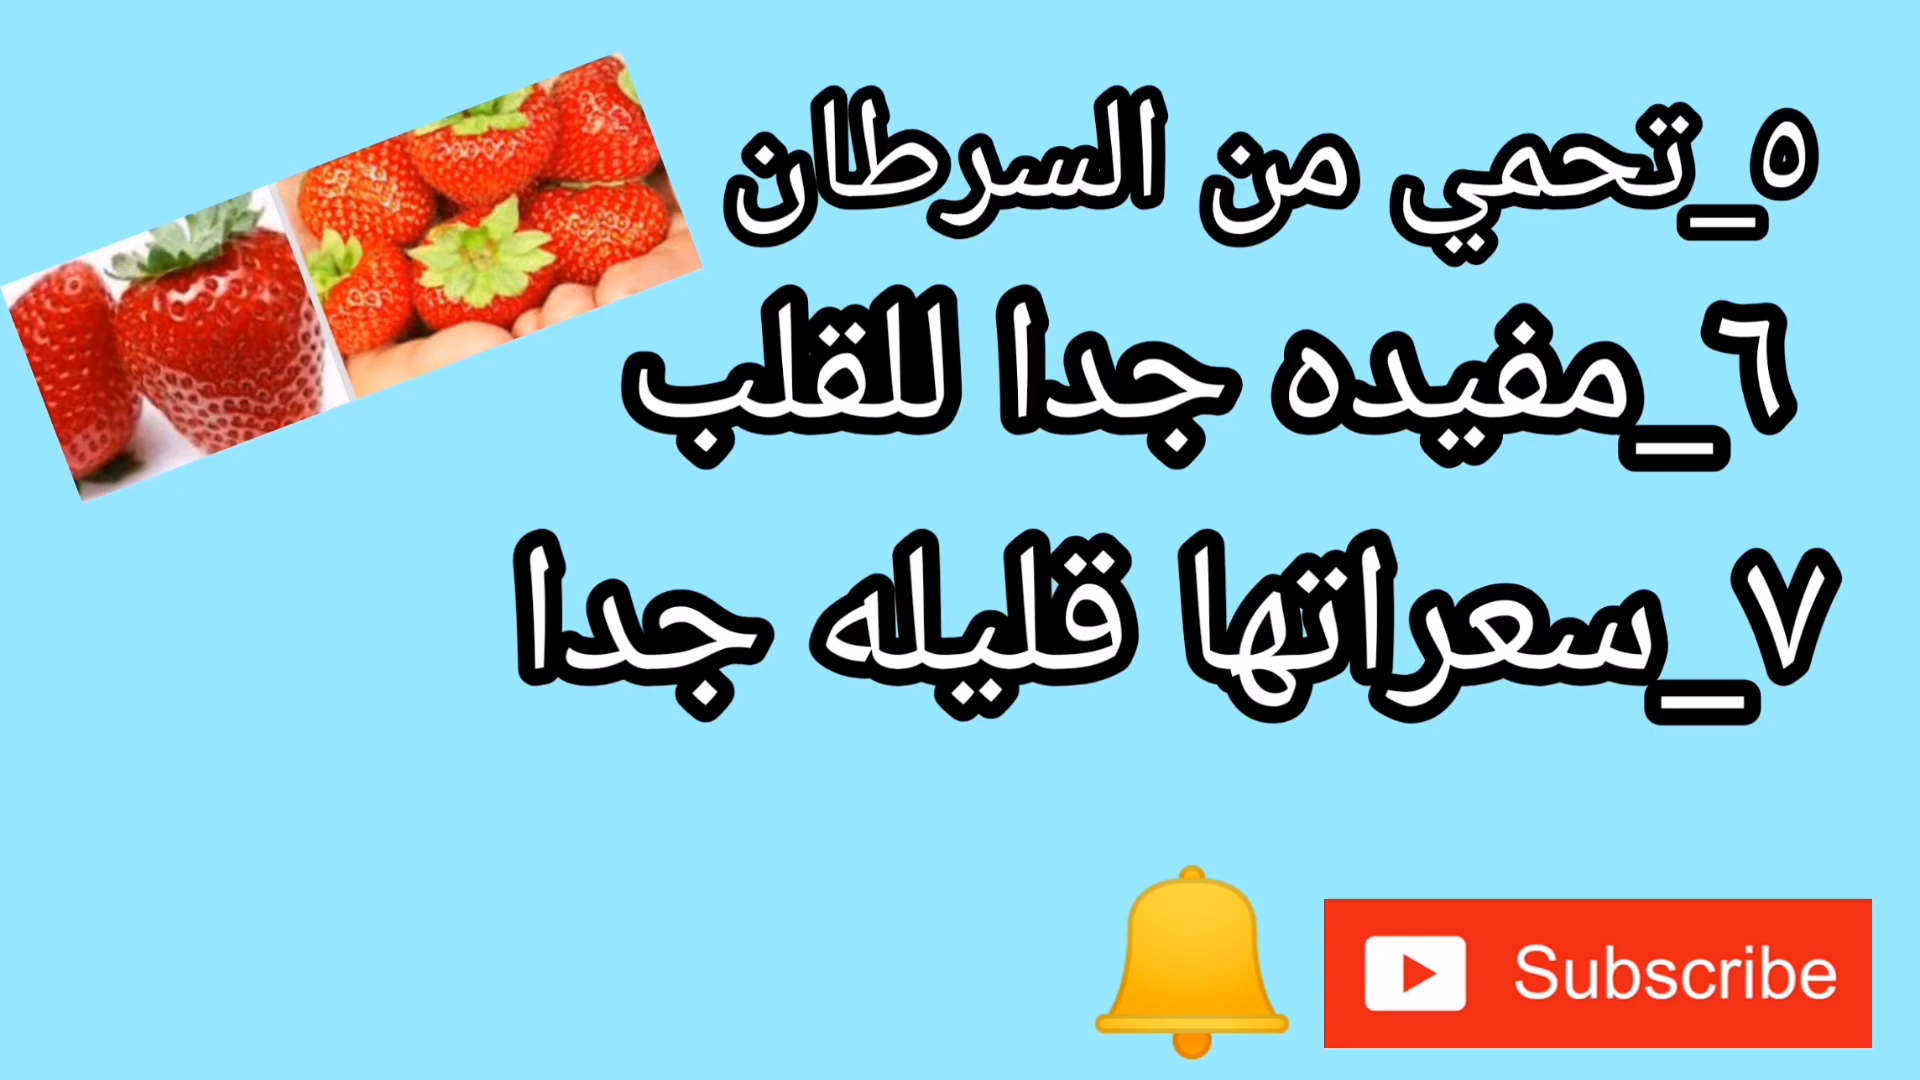 ٥_تحمي من السرطان
٦_مفيده جدا للقلب
٧_سعراتها قليله جدا
Subscribe